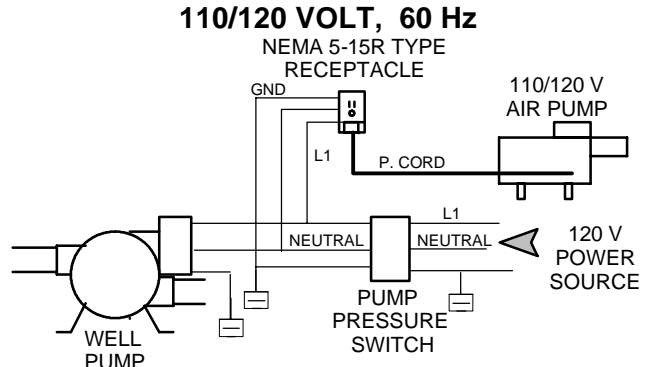 110/120 VOLT, 60 Hz
NEMA 5-15R TYPE
RECEPTACLE
GND
110/120 V
AIR PUMP
L1
P. CORD
L1
NEUTRAL
NEUTRAL
120 V
POWER
SOURCE
PUMP
PRESSURE
SWITCH
WELL
PUMP